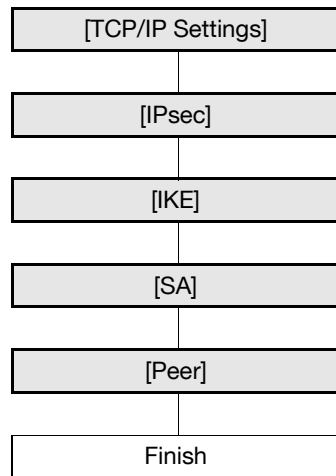 [TCP/IP Settings]
[IPsec]
[IKE]
[SA]
[Peer]
Finish